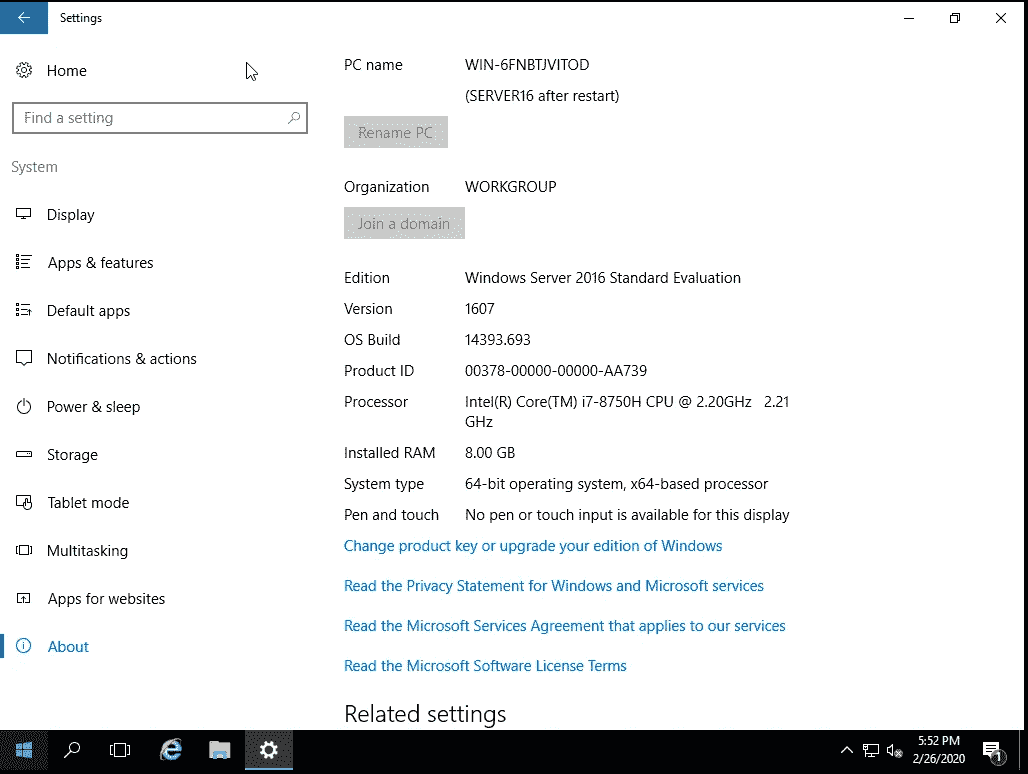 Settings
Home
Find a setting
System
Display
Apps & features
Default apps
Notifications & actions
Power & sleep
Storage
Tablet mode
Multitasking
Apps for websites
About
PC name WIN-6FNBTJVITOD
(SERVER16 after restart)
Rename PC
Organization WORKGROUP
Join a domain
Edition Windows Server 2016 Standard Evaluation
Version 1607
OS Build 14393.693
Product ID 00378-00000-00000-AA739
Processor Intel(R) Core(TM) i7-8750H CPU @ 2.20GHz 2.21
GHz
Installed RAM 8.00 GB
System type 64-bit operating system, x64-based processor
Pen and touch No pen or touch input is available for this display
Change product key or upgrade your edition of Windows
Read the Privacy Statement for Windows and Microsoft services
Read the Microsoft Services Agreement that applies to our services
Read the Microsoft Software License Terms
Related settings
5:52 PM
2/26/2020
1